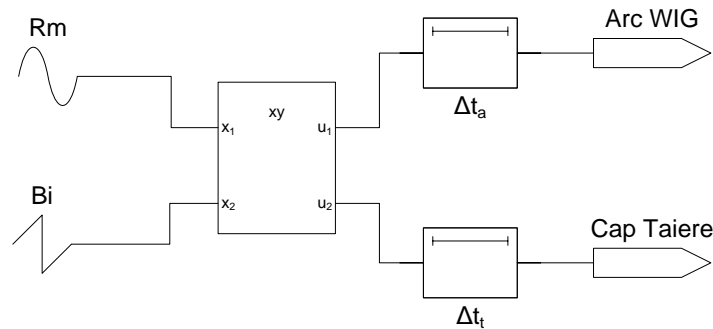 Rm
Arc WIG
xy
x₁
u₁
Δtₐ
Bi
x₂
u₂
Cap Taiere
Δtₜ